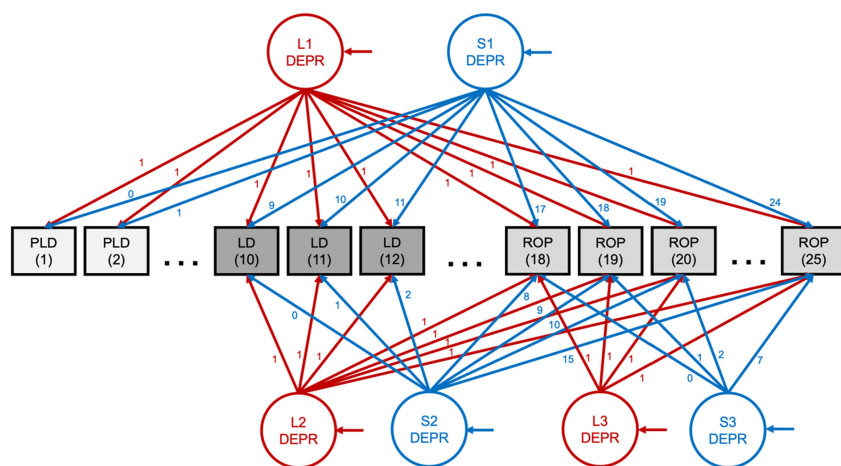 L1
DEPR
S1
DEPR
1 1 1 1 1 1 1 1 1
0 1 9 10 11 17 18 19 24
PLD
(1)
PLD
(2)
. . .
LD
(10)
LD
(11)
LD
(12)
. . .
ROP
(18)
ROP
(19)
ROP
(20)
. . .
ROP
(25)
0 1 2 8 9 10 15
1 1 1 1 1 1 1
1 1 1 1
0 1 2 7
L2
DEPR
S2
DEPR
L3
DEPR
S3
DEPR